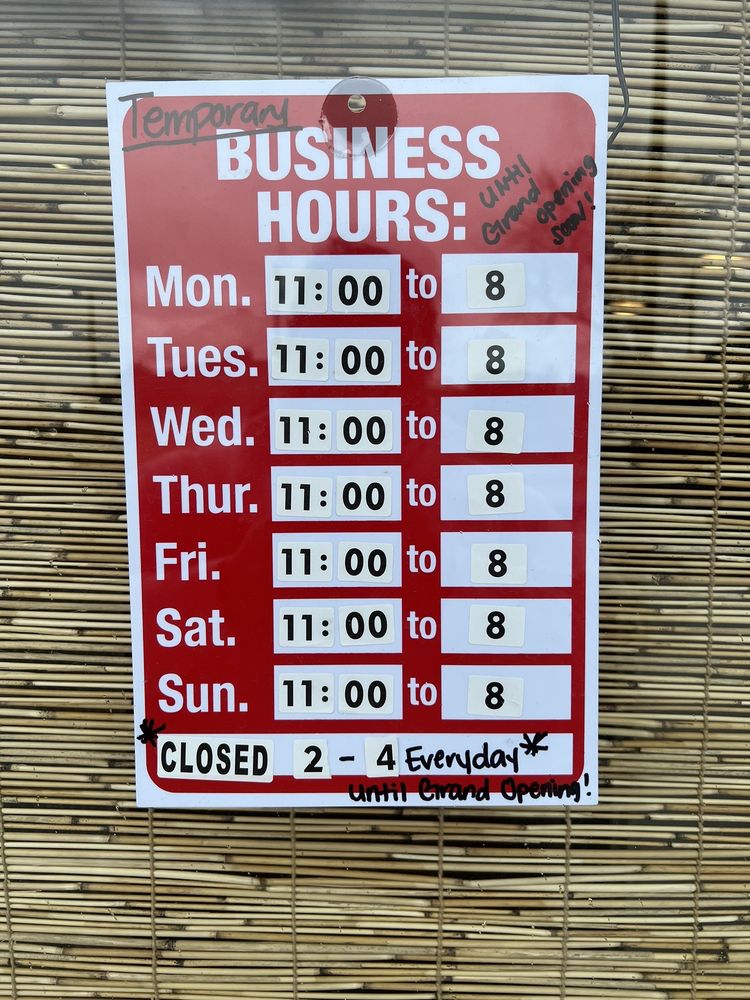 Temporary
BUSINESS
HOURS:
until
Grand opening
soon!
Mon. 11:00 to 8
Tues. 11:00 to 8
Wed. 11:00 to 8
Thur. 11:00 to 8
Fri. 11:00 to 8
Sat. 11:00 to 8
Sun. 11:00 to 8
*CLOSED 2 - 4 Everyday*
until Grand Opening!